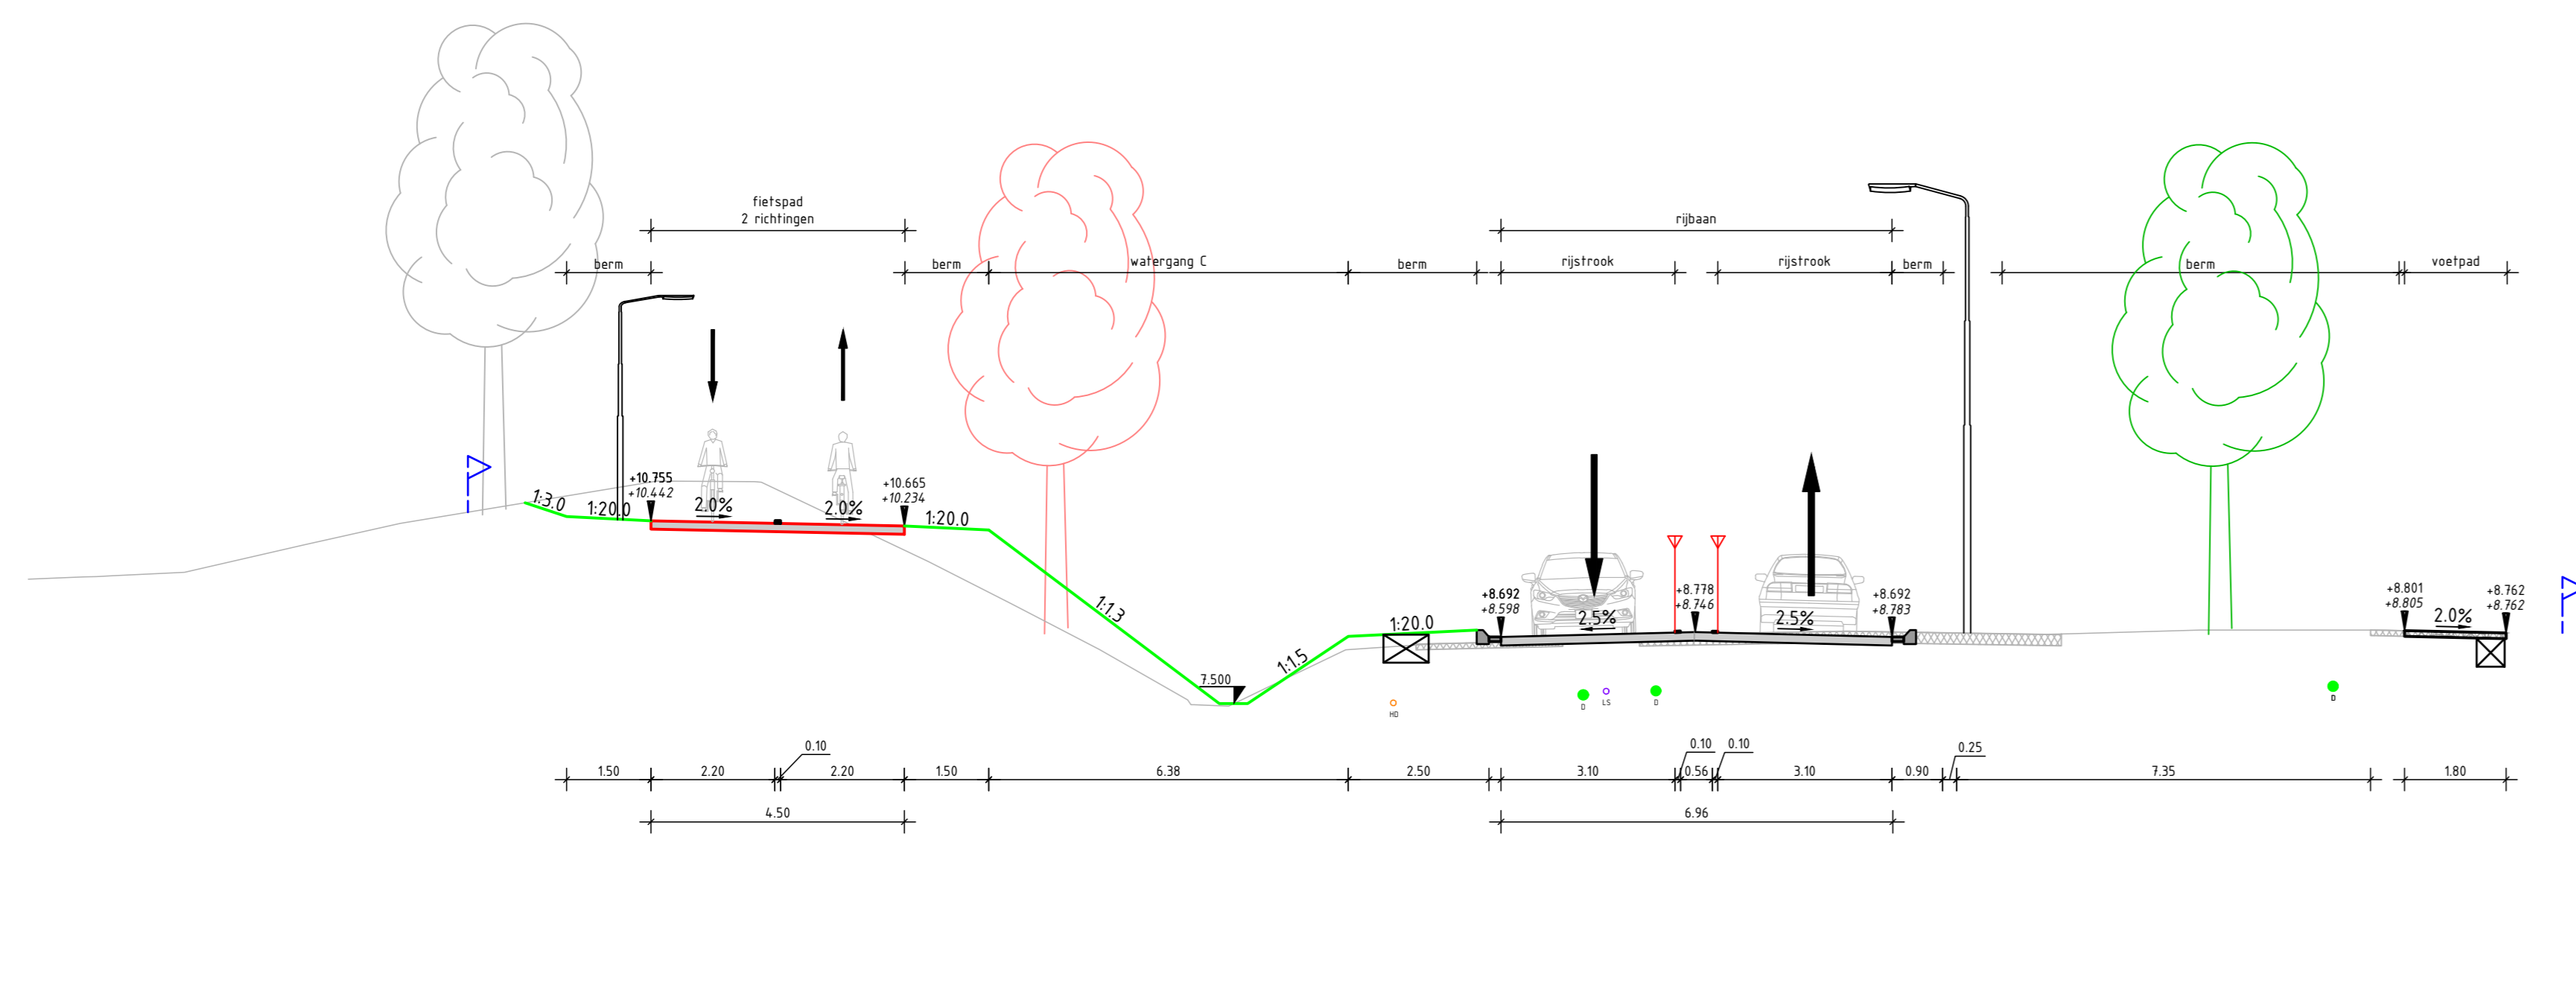 fietspad
2 richtingen
rijbaan
berm
berm
watergang C
berm
rijstrook
rijstrook
berm
berm
voetpad
1:3.0
1:20.0
+10.755
+10.442
2.0%
2.0%
+10.665
+10.234
1:20.0
1:1.3
7.500
1:1.5
1:20.0
+8.692
+8.598
2.5%
+8.778
+8.746
2.5%
+8.692
+8.783
+8.801
+8.805
2.0%
+8.762
+8.762
HD
D
LS
D
D
0.10
0.10
0.10
0.25
1.50
2.20
2.20
1.50
6.38
2.50
3.10
0.56
3.10
0.90
7.35
1.80
4.50
6.96